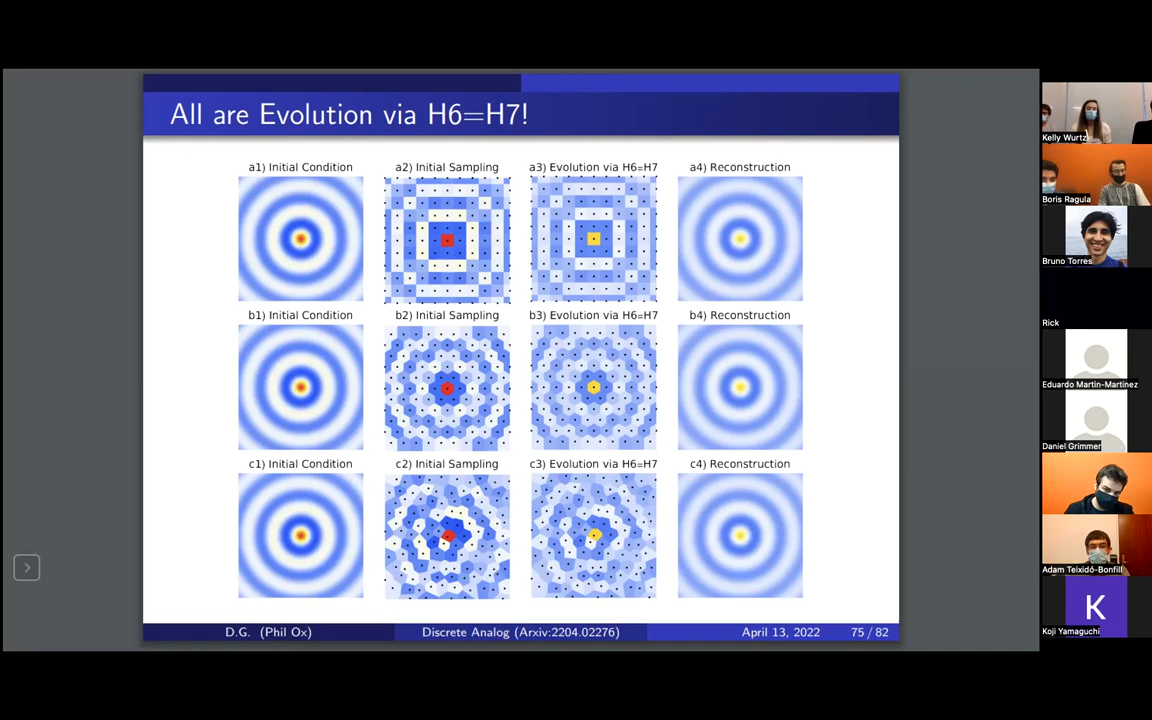 All are Evolution via H6=H7!
a1) Initial Condition
a2) Initial Sampling
a3) Evolution via H6=H7
a4) Reconstruction
b1) Initial Condition
b2) Initial Sampling
b3) Evolution via H6=H7
b4) Reconstruction
c1) Initial Condition
c2) Initial Sampling
c3) Evolution via H6=H7
c4) Reconstruction
D.G. (Phil Ox)
Discrete Analog (Arxiv:2204.02276)
April 13, 2022
75 / 82
Kelly Wurtz
Boris Ragula
Bruno Torres
Rick
Eduardo Martin-Martinez
Daniel Grimmer
Adam Teixidó-Bonfill
K
Koji Yamaguchi